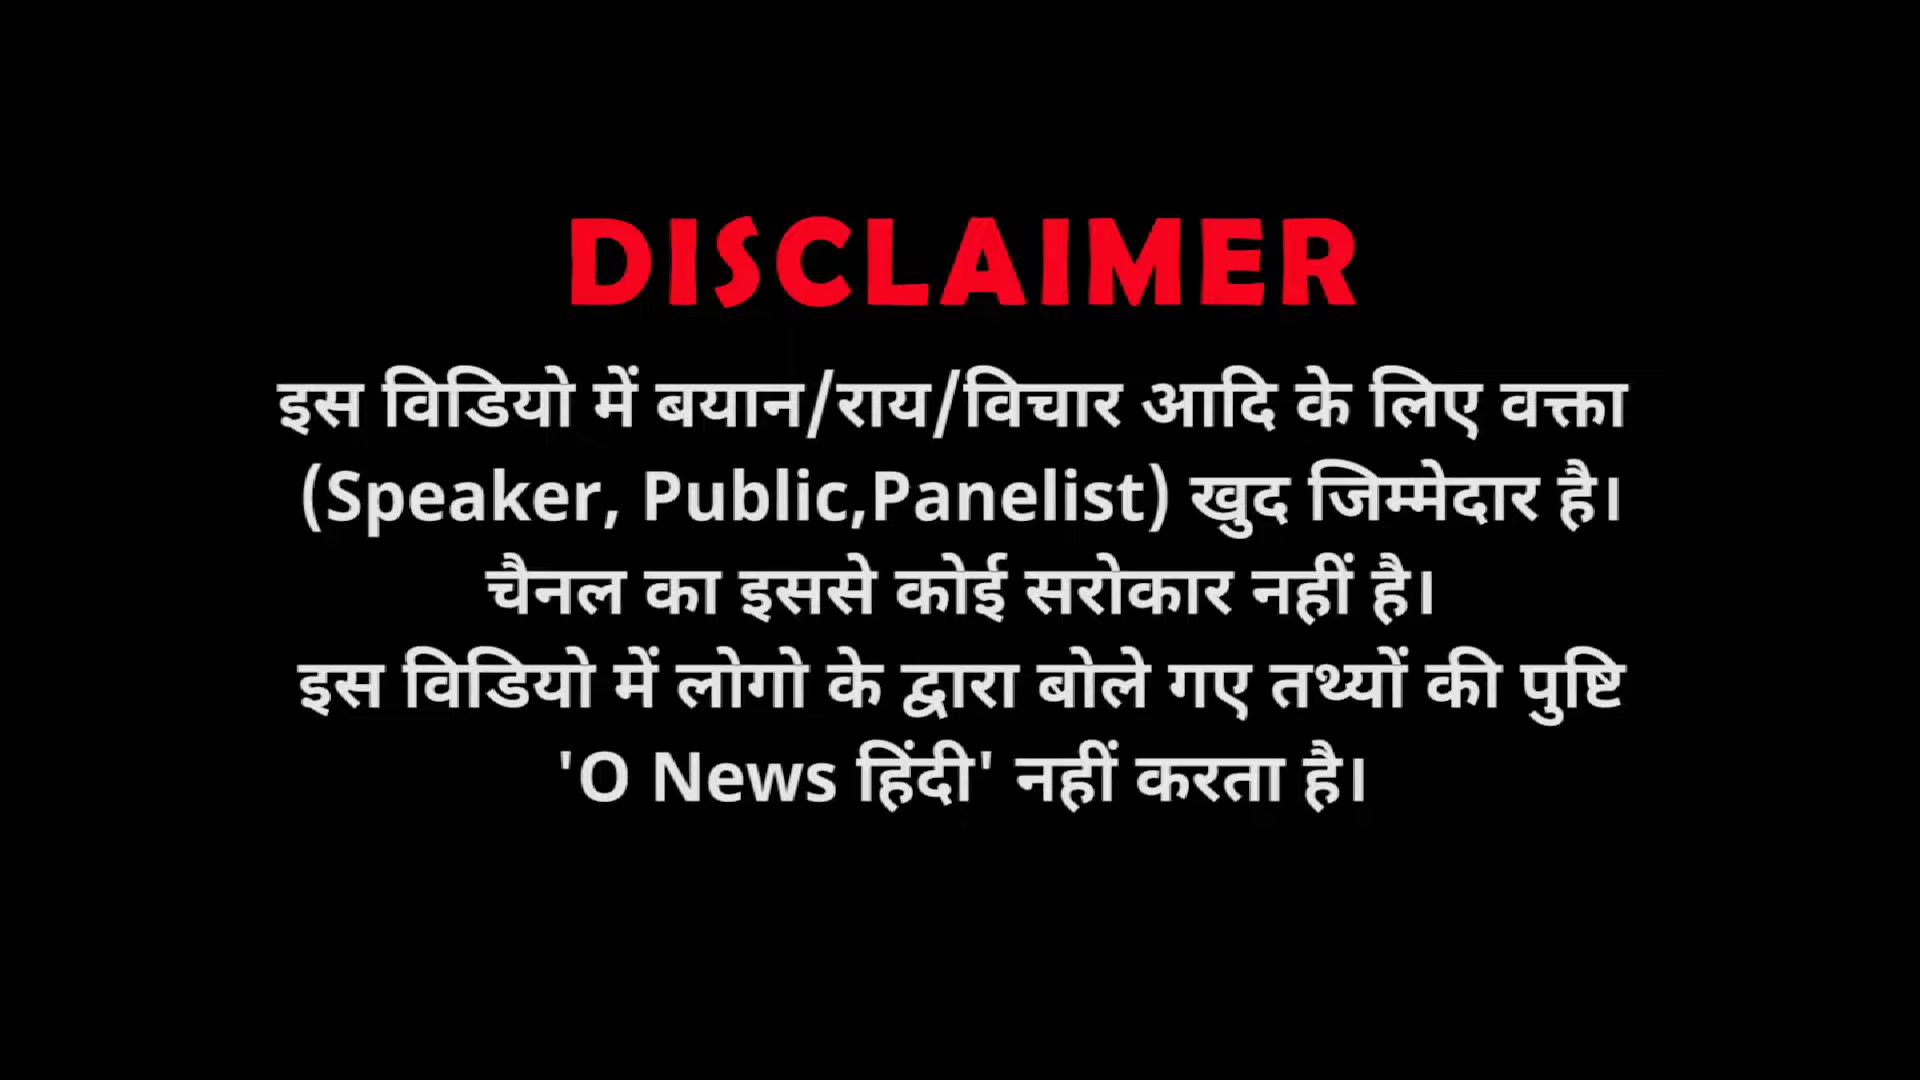 DISCLAIMER
इस विडियो में बयान/राय/विचार आदि के लिए वक्ता
(Speaker, Public,Panelist) खुद जिम्मेदार है।
चैनल का इससे कोई सरोकार नहीं है।
इस विडियो में लोगो के द्वारा बोले गए तथ्यों की पुष्टि
'O News हिंदी' नहीं करता है।